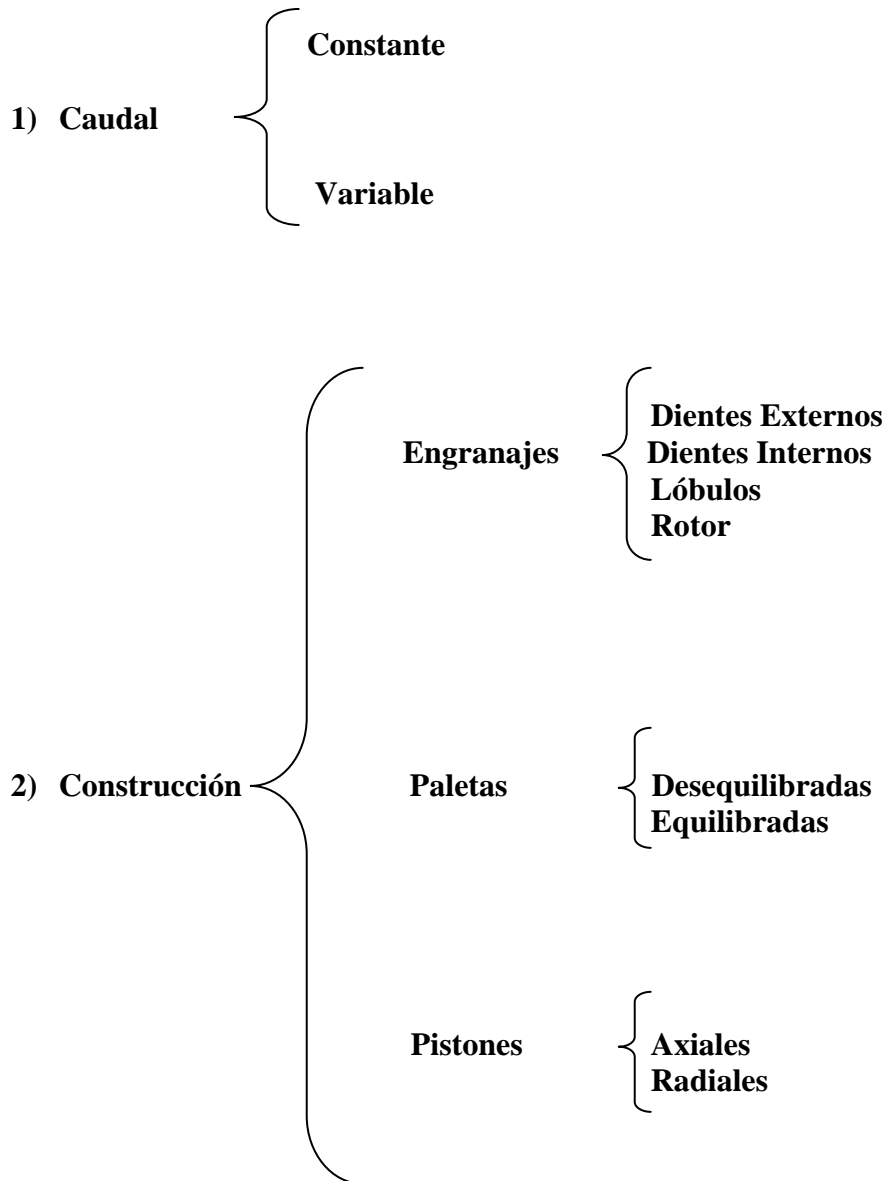 Constante
1) Caudal
Variable
Dientes Externos
Engranajes
Dientes Internos
Lóbulos
Rotor
2) Construcción
Paletas
Desequilibradas
Equilibradas
Pistones
Axiales
Radiales